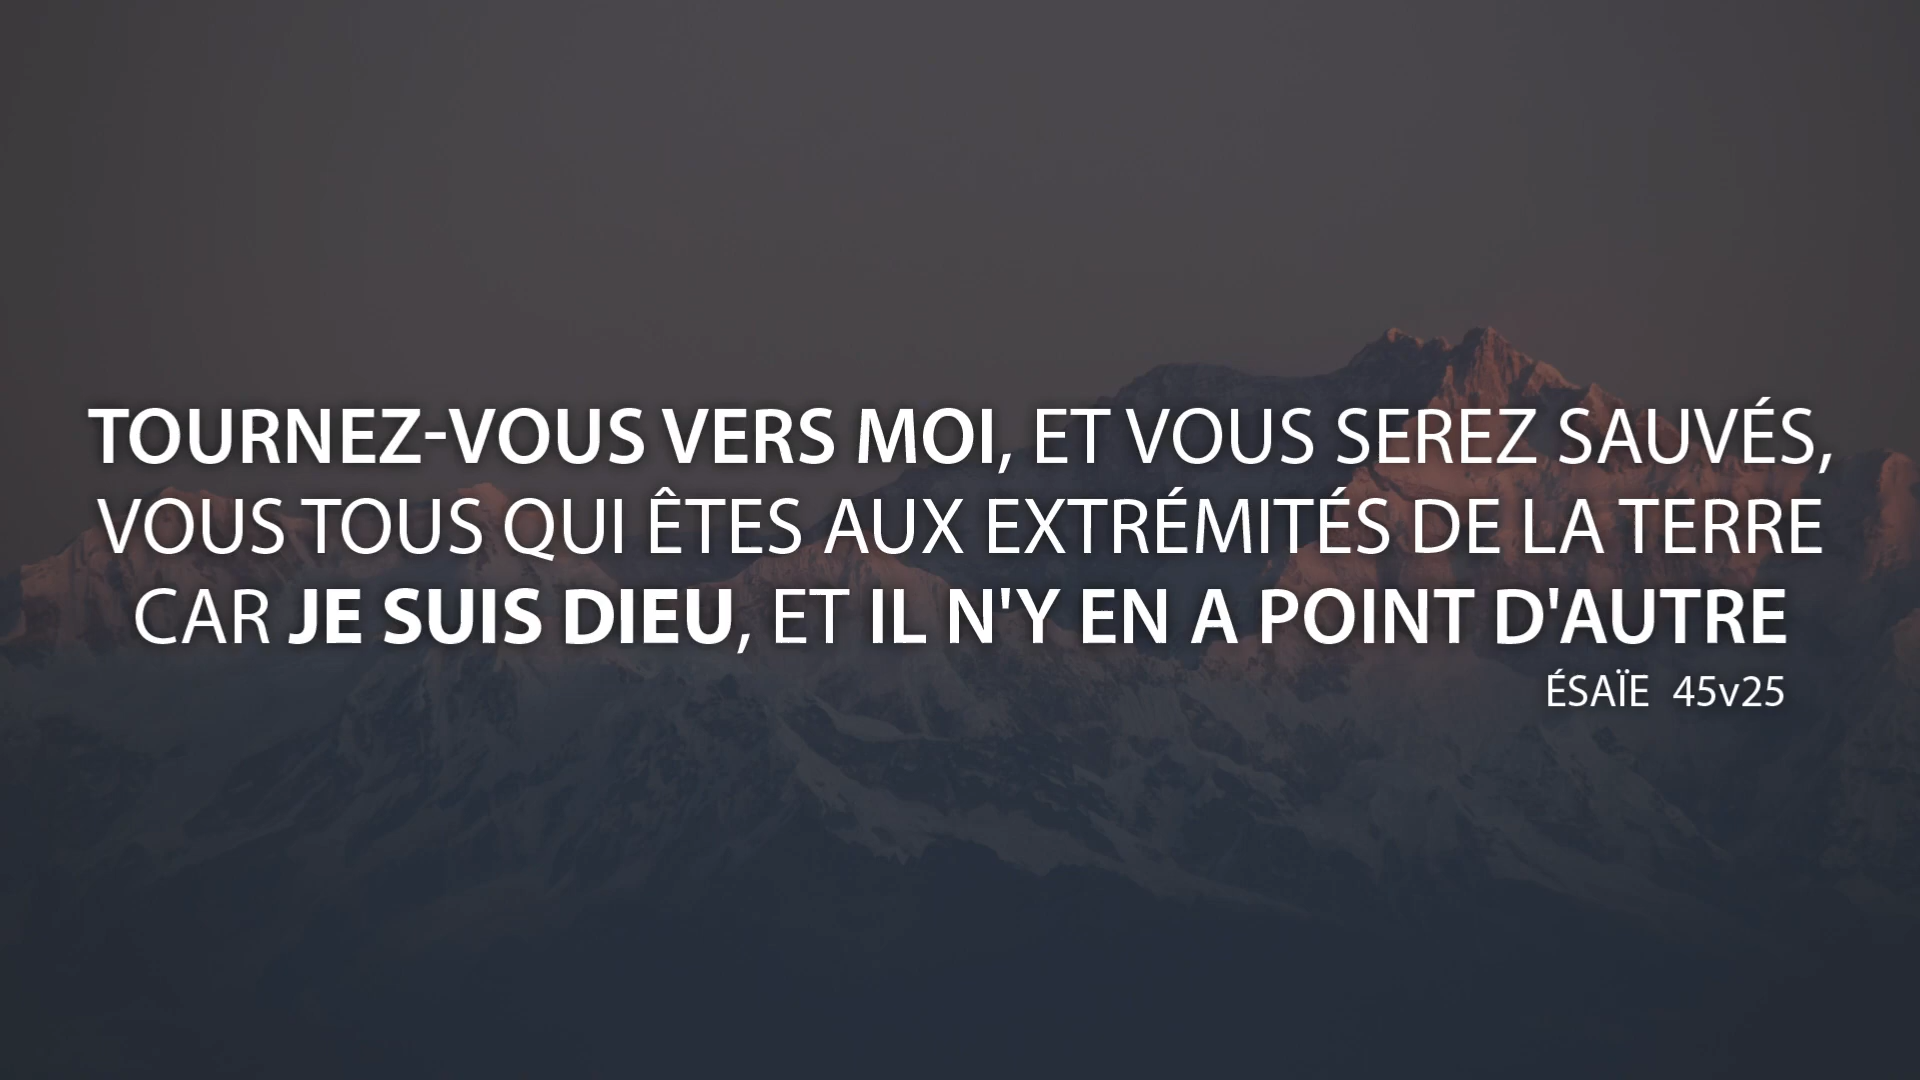 TOURNEZ-VOUS VERS MOI, ET VOUS SEREZ SAUVÉS,
VOUS TOUS QUI ÊTES AUX EXTRÉMITÉS DE LA TERRE
CAR JE SUIS DIEU, ET IL N'Y EN A POINT D'AUTRE
ÉSAÏE 45v25